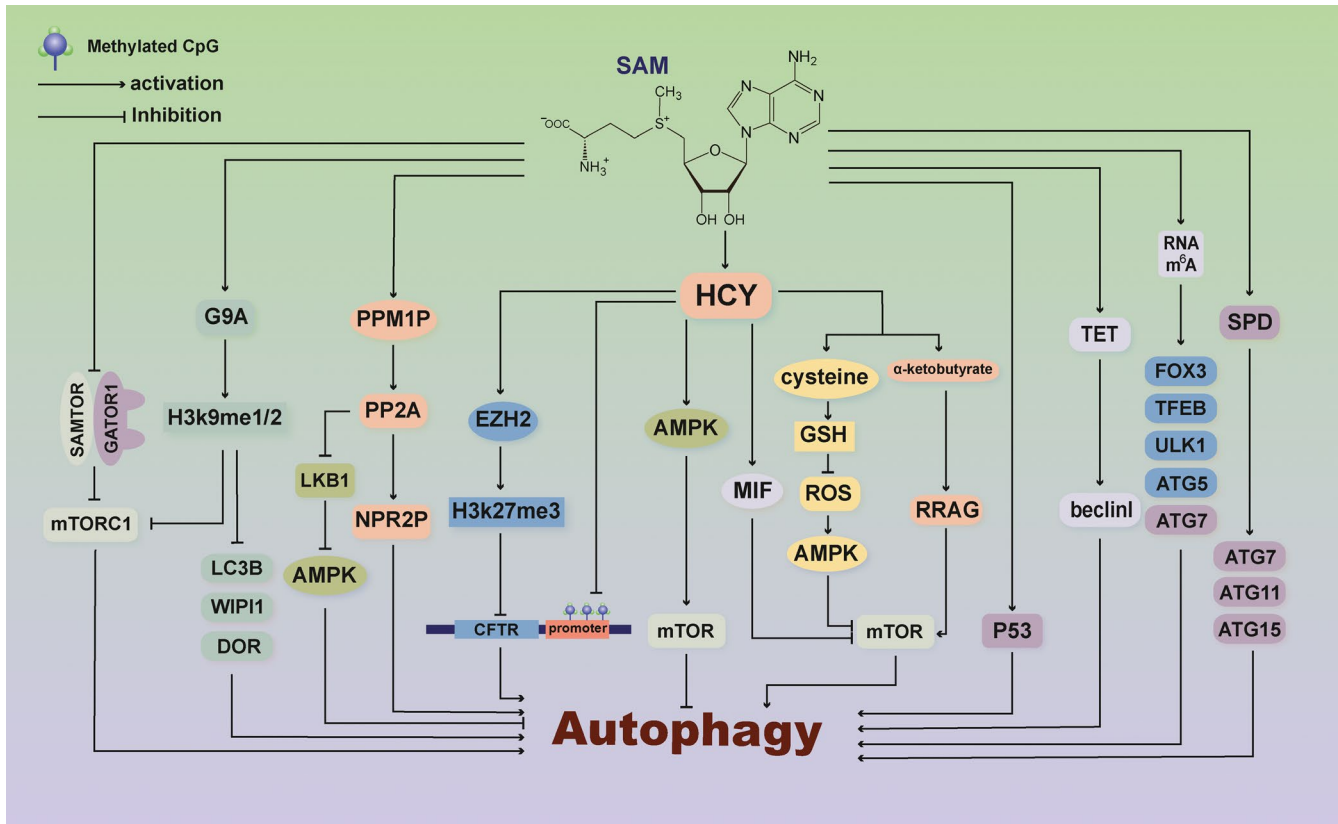 Methylated CpG
activation
Inhibition
SAM
NH₂
CH₃
⁻OOC
S⁺
N
N
N
N
NH₃⁺
O
OH OH
HCY
G9A
PPM1P
RNA
m⁶A
TET
SPD
SAMTOR
GATOR1
H3k9me1/2
PP2A
EZH2
AMPK
cysteine
α-ketobutyrate
FOX3
TFEB
ULK1
ATG5
ATG7
LKB1
GSH
MIF
ROS
RRAG
beclinI
mTORC1
NPR2P
H3k27me3
AMPK
LC3B
WIPI1
DOR
AMPK
ATG7
ATG11
ATG15
CFTR
promoter
mTOR
mTOR
P53
Autophagy